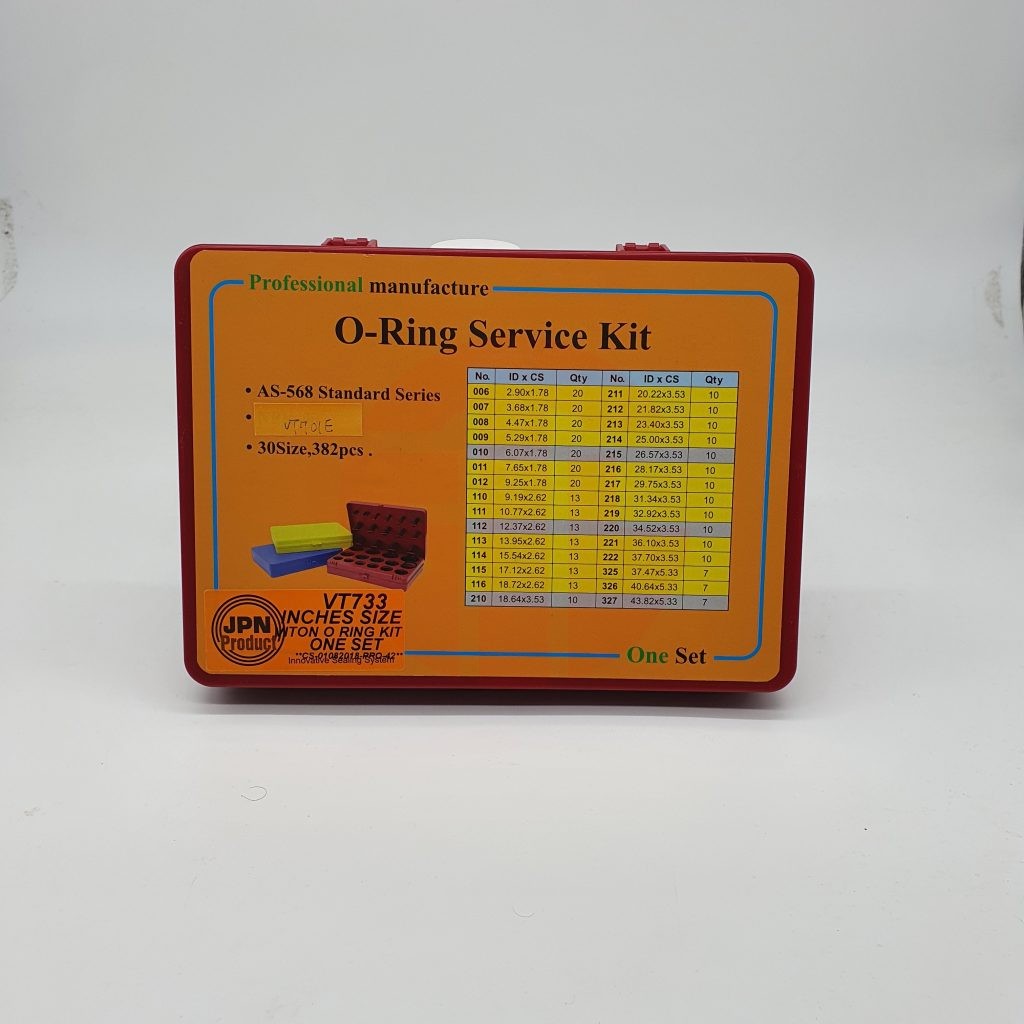 Professional manufacture
O-Ring Service Kit
• AS-568 Standard Series
•
• 30Size,382pcs .
No. ID x CS Qty No. ID x CS Qty
006 2.90x1.78 20 211 20.22x3.53 10
007 3.68x1.78 20 212 21.82x3.53 10
008 4.47x1.78 20 213 23.40x3.53 10
009 5.29x1.78 20 214 25.00x3.53 10
010 6.07x1.78 20 215 26.57x3.53 10
011 7.65x1.78 20 216 28.17x3.53 10
012 9.25x1.78 20 217 29.75x3.53 10
110 9.19x2.62 13 218 31.34x3.53 10
111 10.77x2.62 13 219 32.92x3.53 10
112 12.37x2.62 13 220 34.52x3.53 10
113 13.95x2.62 13 221 36.10x3.53 10
114 15.54x2.62 13 222 37.70x3.53 10
115 17.12x2.62 13 325 37.47x5.33 7
116 18.72x2.62 13 326 40.64x5.33 7
210 18.64x3.53 10 327 43.82x5.33 7
JPN
Product
VT733
INCHES SIZE
O RING KIT
ONE SET
**CS-01082018-PRO-42**
Innovative Sealing System
One Set